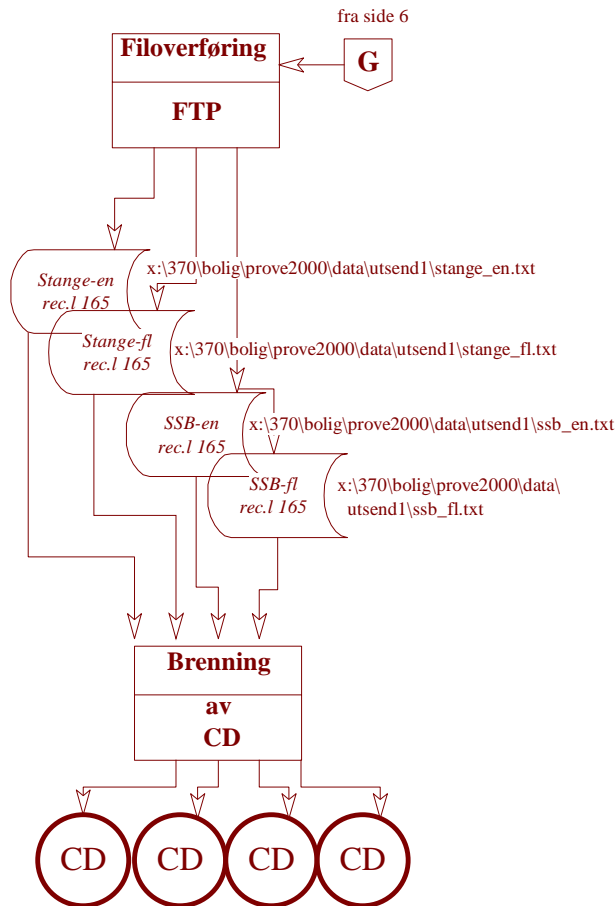 fra side 6
Filoverføring
G
FTP
Stange-en
rec.l 165
x:\370\bolig\prove2000\data\utsend1\stange_en.txt
Stange-fl
rec.l 165
x:\370\bolig\prove2000\data\utsend1\stange_fl.txt
SSB-en
rec.l 165
x:\370\bolig\prove2000\data\utsend1\ssb_en.txt
SSB-fl
rec.l 165
x:\370\bolig\prove2000\data\
utsend1\ssb_fl.txt
Brenning
av
CD
CD
CD
CD
CD